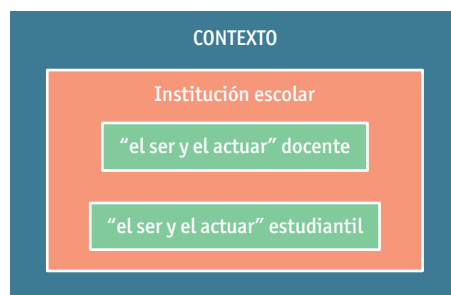 CONTEXTO
Institución escolar
“el ser y el actuar” docente
“el ser y el actuar” estudiantil